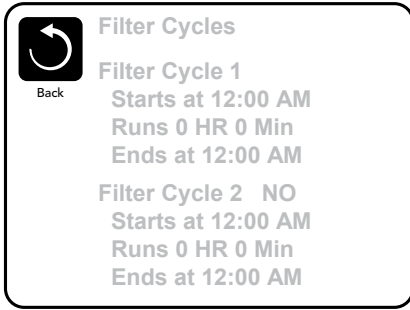 Filter Cycles
Back
Filter Cycle 1
Starts at 12:00 AM
Runs 0 HR 0 Min
Ends at 12:00 AM
Filter Cycle 2 NO
Starts at 12:00 AM
Runs 0 HR 0 Min
Ends at 12:00 AM